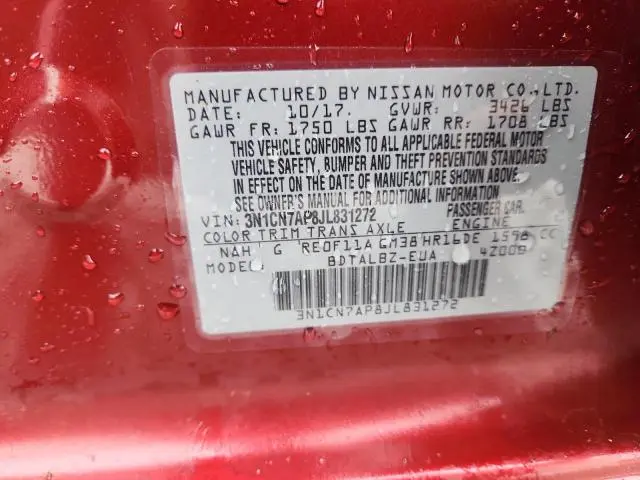 MANUFACTURED BY NISSAN MOTOR CO.,LTD.
DATE: 10/17. GVWR: 3426 LBS
GAWR FR: 1750 LBS GAWR RR: 1708 LBS
THIS VEHICLE CONFORMS TO ALL APPLICABLE FEDERAL MOTOR
VEHICLE SAFETY, BUMPER AND THEFT PREVENTION STANDARDS
IN EFFECT ON THE DATE OF MANUFACTURE SHOWN ABOVE.
SEE OWNER'S MANUAL FOR ADDITIONAL INFORMATION
VIN: 3N1CN7AP8JL831272 PASSENGER CAR.
COLOR TRIM TRANS AXLE ENGINE
NAH G RE0F11A GM38 HR16DE 1598 CC
MODEL: BDTALBZ-EUA 42000
3N1CN7AP8JL831272